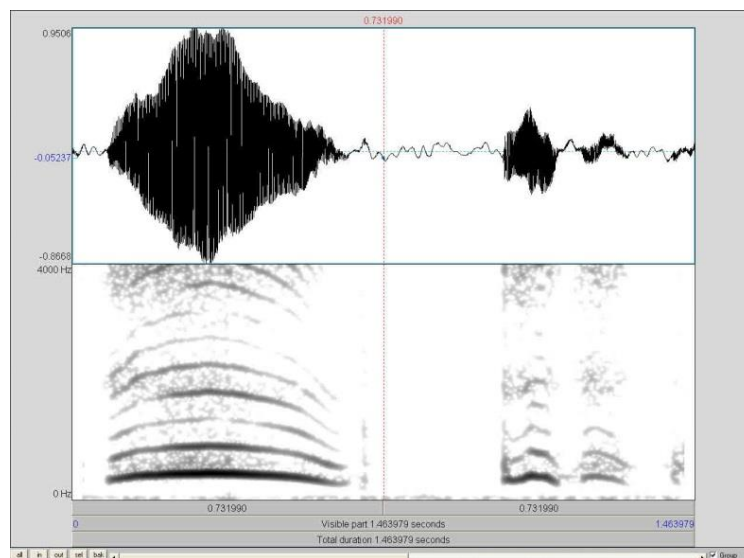 0.731990
0.9506
-0.05237
-0.8668
4000 Hz
0 Hz
0.731990 0.731990
0 Visible part 1.463979 seconds 1.463979
Total duration 1.463979 seconds
all in out sel bak Group